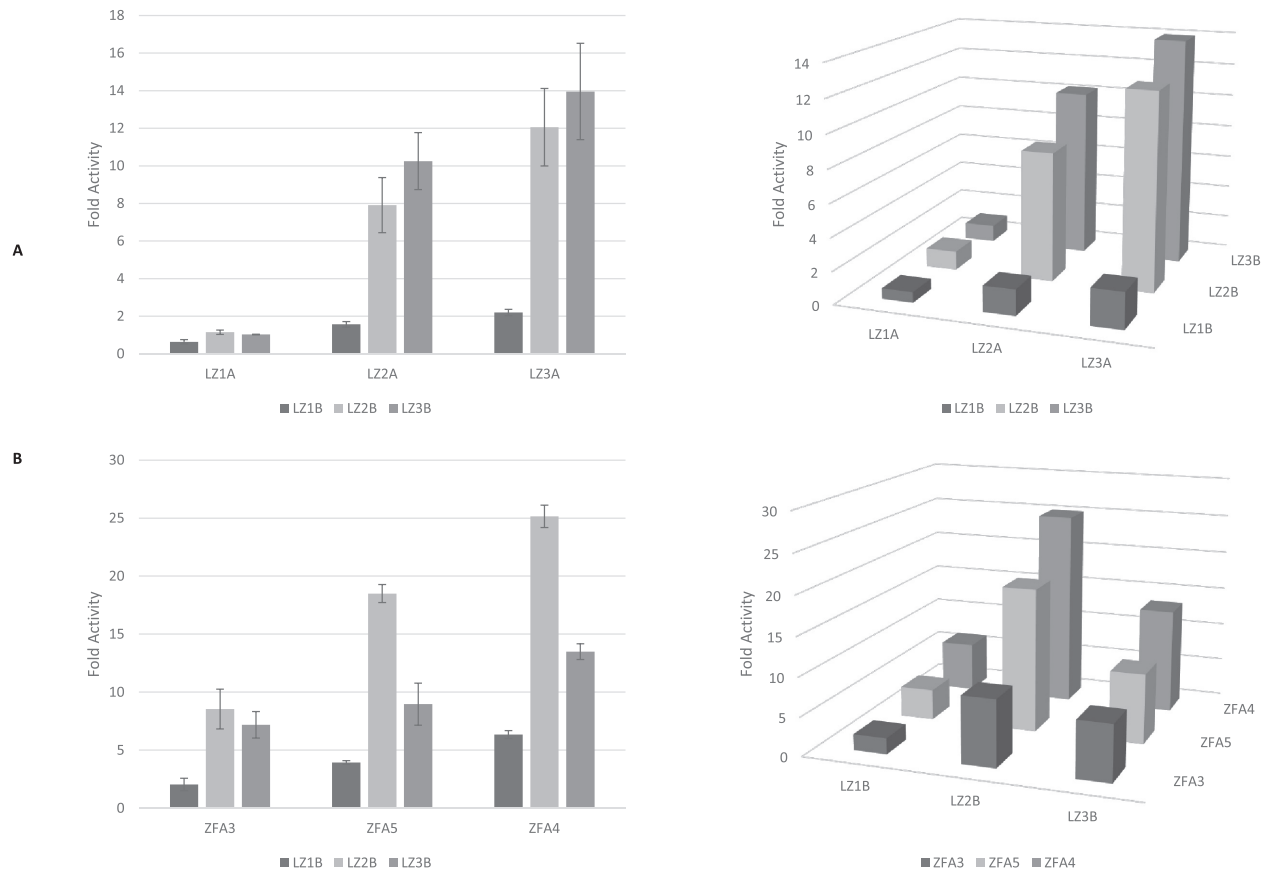 A
18
16
14
12
10
8
6
4
2
0
Fold Activity
LZ1A LZ2A LZ3A
LZ1B LZ2B LZ3B
14
12
10
8
6
4
2
0
Fold Activity
LZ1A
LZ2A
LZ3A
LZ3B
LZ2B
LZ1B
LZ1B LZ2B LZ3B
B
30
25
20
15
10
5
0
Fold Activity
ZFA3 ZFA5 ZFA4
LZ1B LZ2B LZ3B
30
25
20
15
10
5
0
Fold Activity
LZ1B
LZ2B
LZ3B
ZFA4
ZFA5
ZFA3
ZFA3 ZFA5 ZFA4